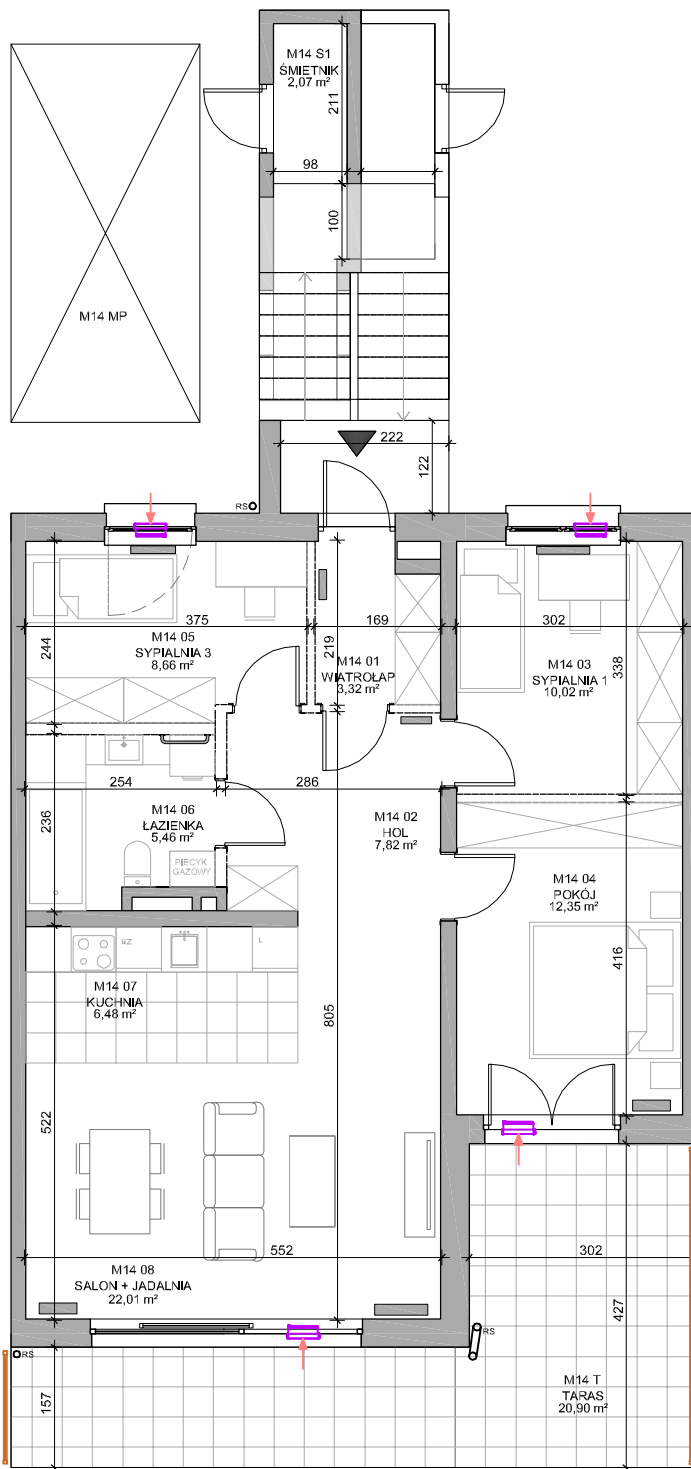 M14 S1
ŚMIETNIK
2,07 m²
211
98
100
M14 MP
222
122
RS
375
169
302
244
219
338
M14 05
SYPIALNIA 3
8,66 m²
M14 01
WIATROŁAP
3,32 m²
M14 03
SYPIALNIA 1
10,02 m²
254
286
236
M14 06
ŁAZIENKA
5,46 m²
M14 02
HOL
7,82 m²
PIECYK
GAZOWY
M14 04
POKÓJ
12,35 m²
416
L
M14 07
KUCHNIA
6,48 m²
805
522
552
302
M14 08
SALON + JADALNIA
22,01 m²
427
RS
RS
157
M14 T
TARAS
20,90 m²